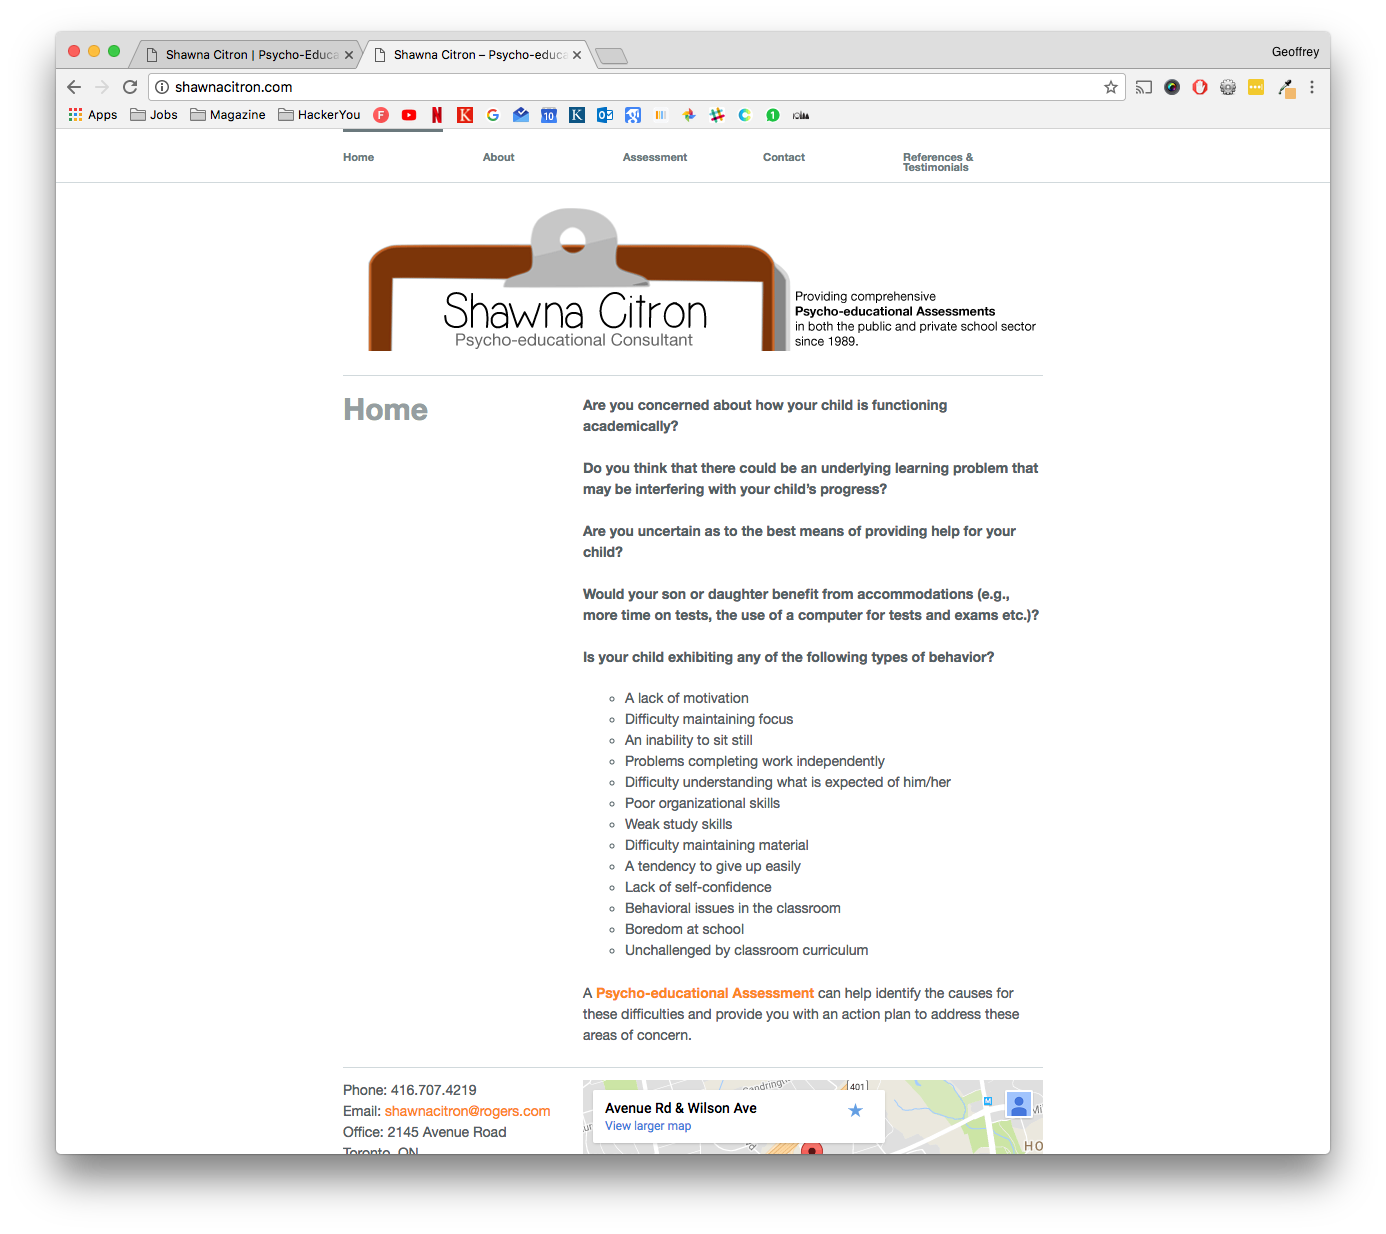 Shawna Citron | Psycho-Educa
Shawna Citron – Psycho-educa
Geoffrey
shawnacitron.com
Apps Jobs Magazine HackerYou
Home About Assessment Contact References &
Testimonials
Shawna Citron
Psycho-educational Consultant
Providing comprehensive
Psycho-educational Assessments
in both the public and private school sector
since 1989.
Home
Are you concerned about how your child is functioning
academically?
Do you think that there could be an underlying learning problem that
may be interfering with your child’s progress?
Are you uncertain as to the best means of providing help for your
child?
Would your son or daughter benefit from accommodations (e.g.,
more time on tests, the use of a computer for tests and exams etc.)?
Is your child exhibiting any of the following types of behavior?
A lack of motivation
Difficulty maintaining focus
An inability to sit still
Problems completing work independently
Difficulty understanding what is expected of him/her
Poor organizational skills
Weak study skills
Difficulty maintaining material
A tendency to give up easily
Lack of self-confidence
Behavioral issues in the classroom
Boredom at school
Unchallenged by classroom curriculum
A Psycho-educational Assessment can help identify the causes for
these difficulties and provide you with an action plan to address these
areas of concern.
Phone: 416.707.4219
Email: shawnacitron@rogers.com
Office: 2145 Avenue Road
Toronto, ON
401
Avenue Rd & Wilson Ave
View larger map
HO